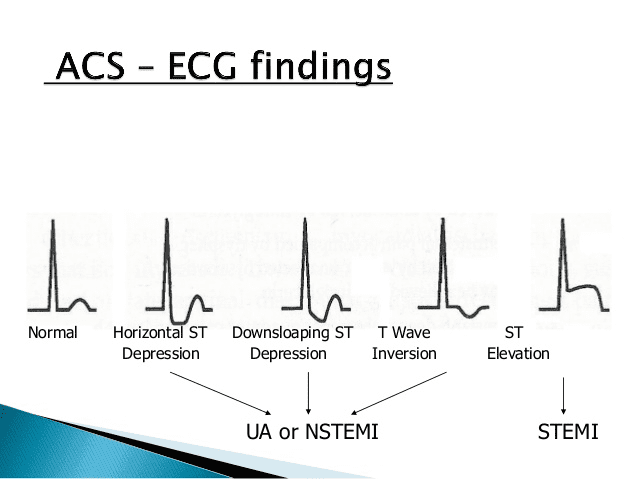 ACS – ECG findings
Normal
Horizontal ST
Depression
Downsloaping ST
Depression
T Wave
Inversion
ST
Elevation
UA or NSTEMI
STEMI